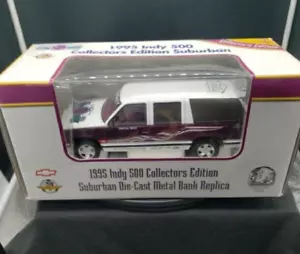 1995 Indy 500
Collectors Edition Suburban
1995 Indy 500 Collectors Edition
Suburban Die-Cast Metal Bank Replica